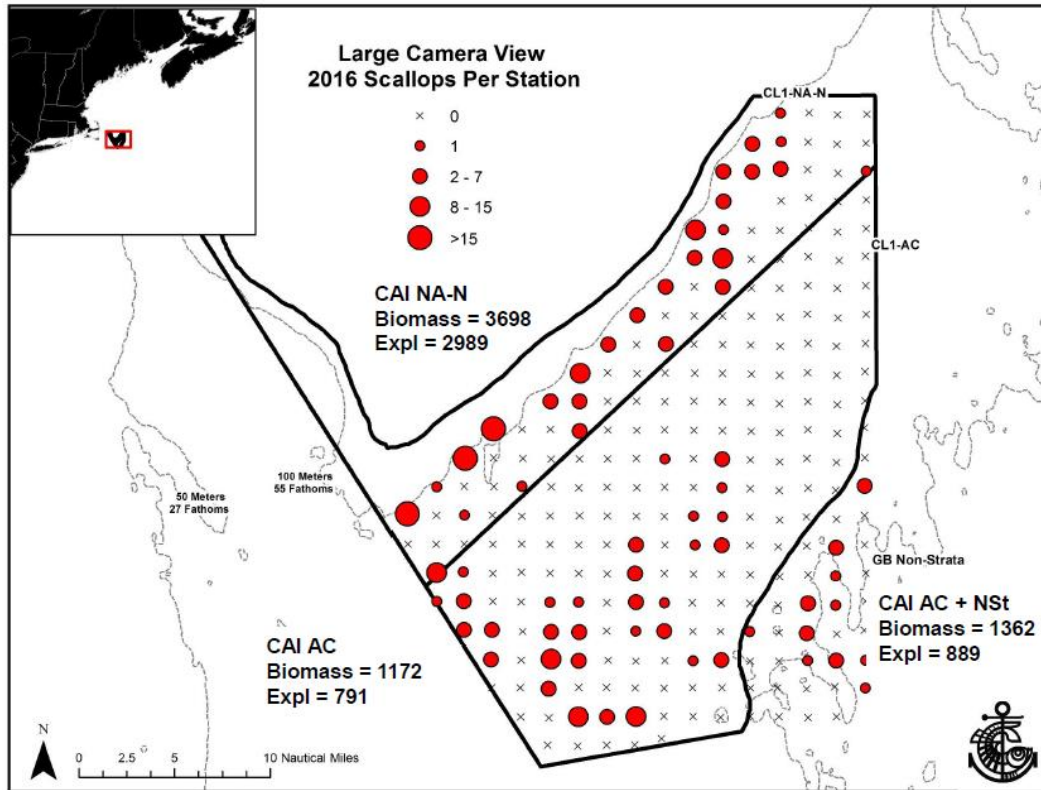 Large Camera View
2016 Scallops Per Station
0
1
2 - 7
8 - 15
>15
CL1-NA-N
CL1-AC
CAI NA-N
Biomass = 3698
Expl = 2989
100 Meters
55 Fathoms
50 Meters
27 Fathoms
GB Non-Strata
CAI AC + NSt
Biomass = 1362
Expl = 889
CAI AC
Biomass = 1172
Expl = 791
N
0 2.5 5 10 Nautical Miles